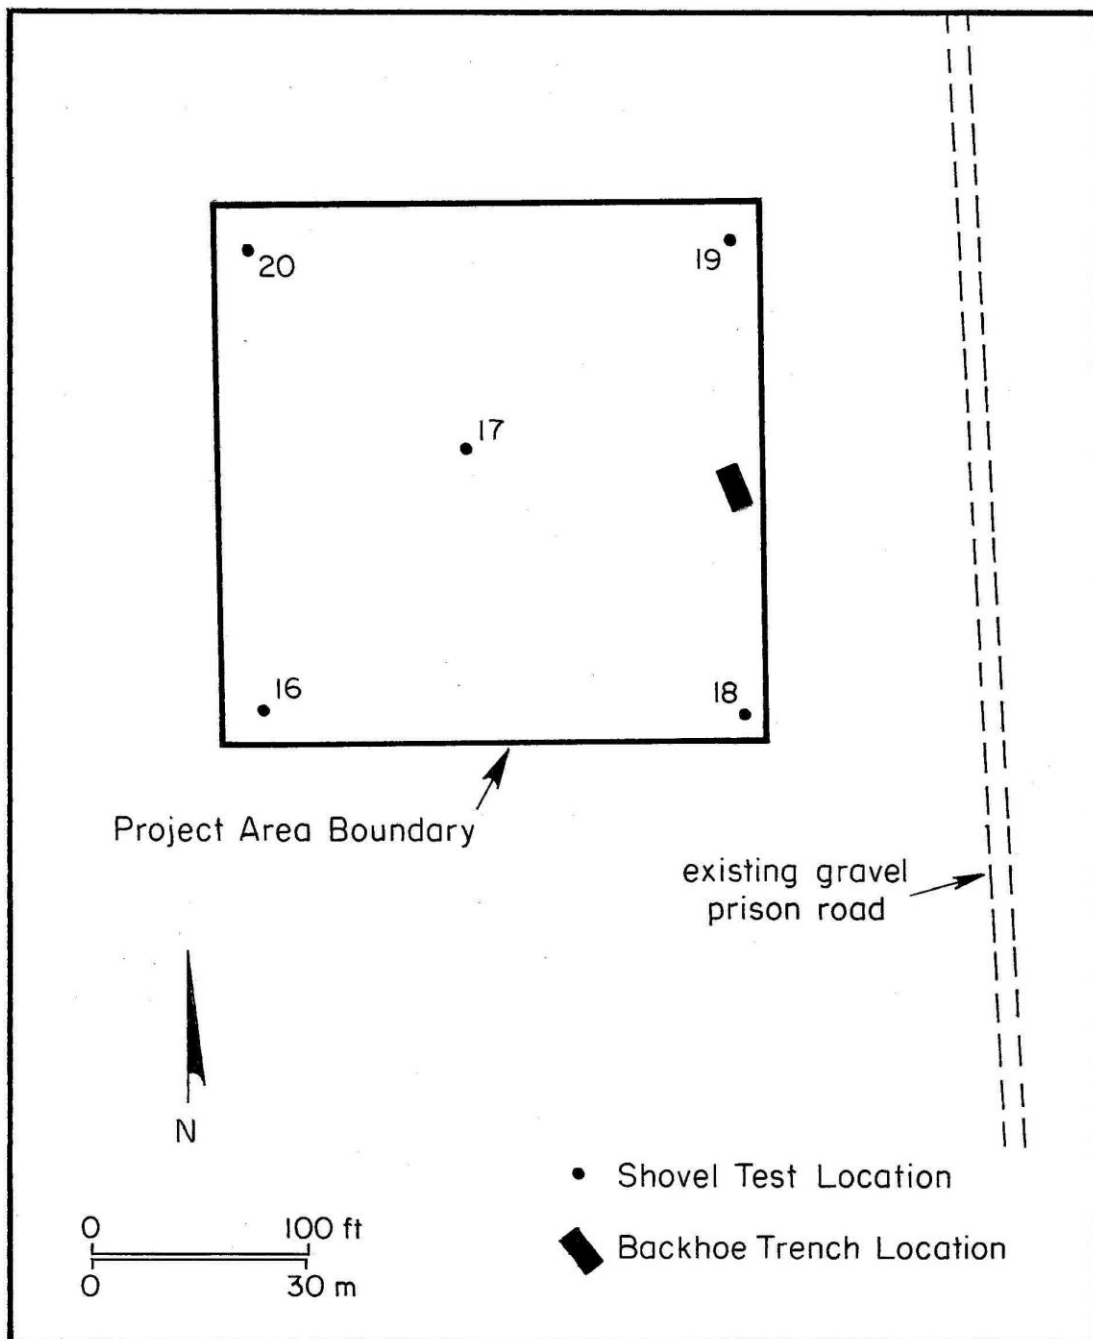 20
19
17
16
18
Project Area Boundary
existing gravel
prison road
N
Shovel Test Location
Backhoe Trench Location
0 100 ft
0 30 m